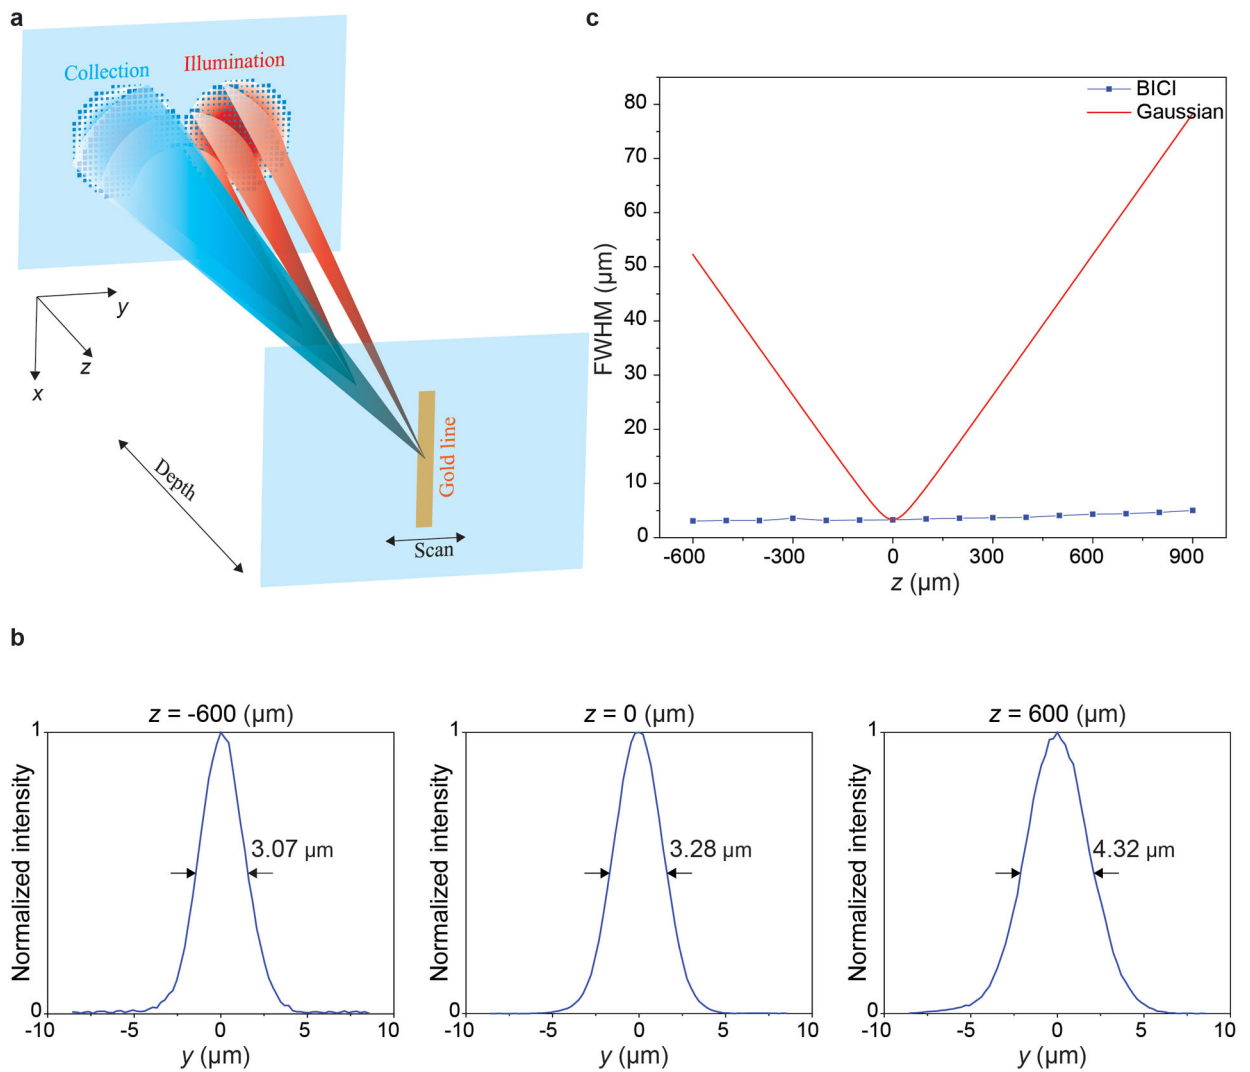 a
Collection
Illumination
y
z
x
Depth
Gold line
Scan
c
BICI
Gaussian
80
70
60
50
40
30
20
10
0
FWHM (µm)
-600
-300
0
300
600
900
z (µm)
b
z = -600 (µm)
1
0
Normalized intensity
3.07 µm
-10
-5
0
5
10
y (µm)
z = 0 (µm)
1
0
Normalized intensity
3.28 µm
-10
-5
0
5
10
y (µm)
z = 600 (µm)
1
0
Normalized intensity
4.32 µm
-10
-5
0
5
10
y (µm)